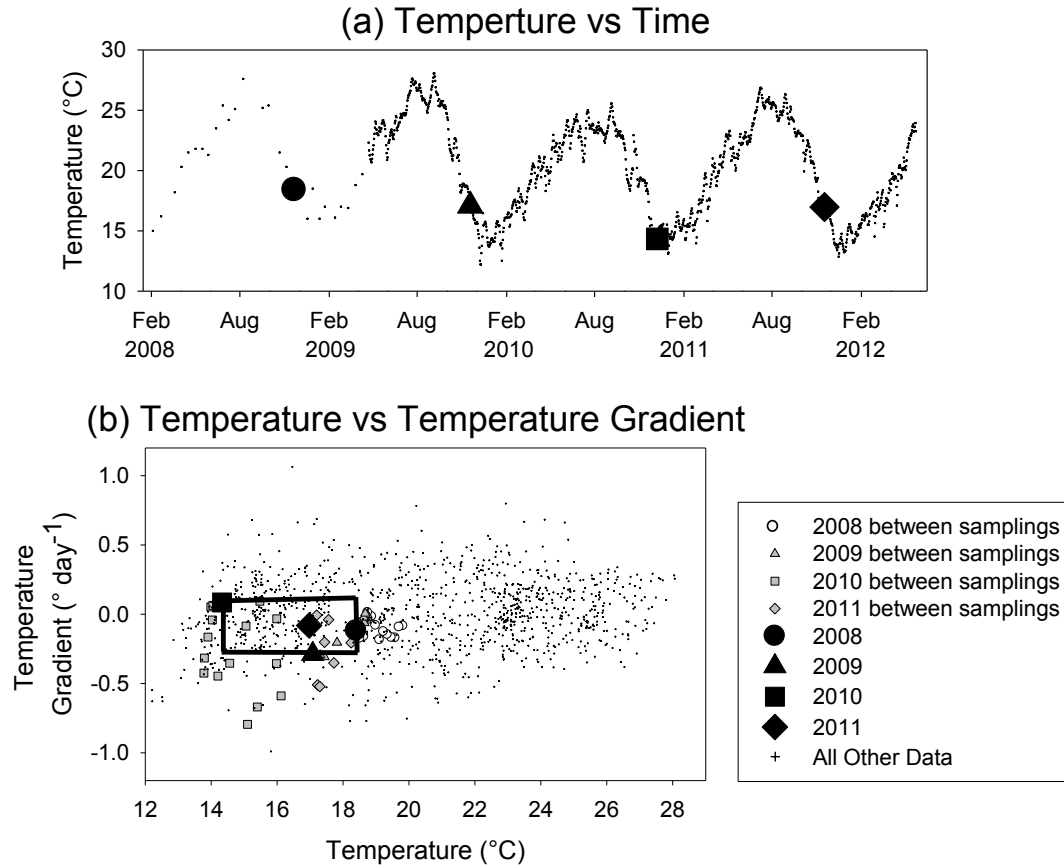 (a) Temperture vs Time
Temperature (°C)
30
25
20
15
10
Feb Aug Feb Aug Feb Aug Feb Aug Feb
2008 2009 2010 2011 2012
(b) Temperature vs Temperature Gradient
Temperature
Gradient (° day-1)
1.0
0.5
0.0
-0.5
-1.0
12 14 16 18 20 22 24 26 28
Temperature (°C)
2008 between samplings
2009 between samplings
2010 between samplings
2011 between samplings
2008
2009
2010
2011
All Other Data